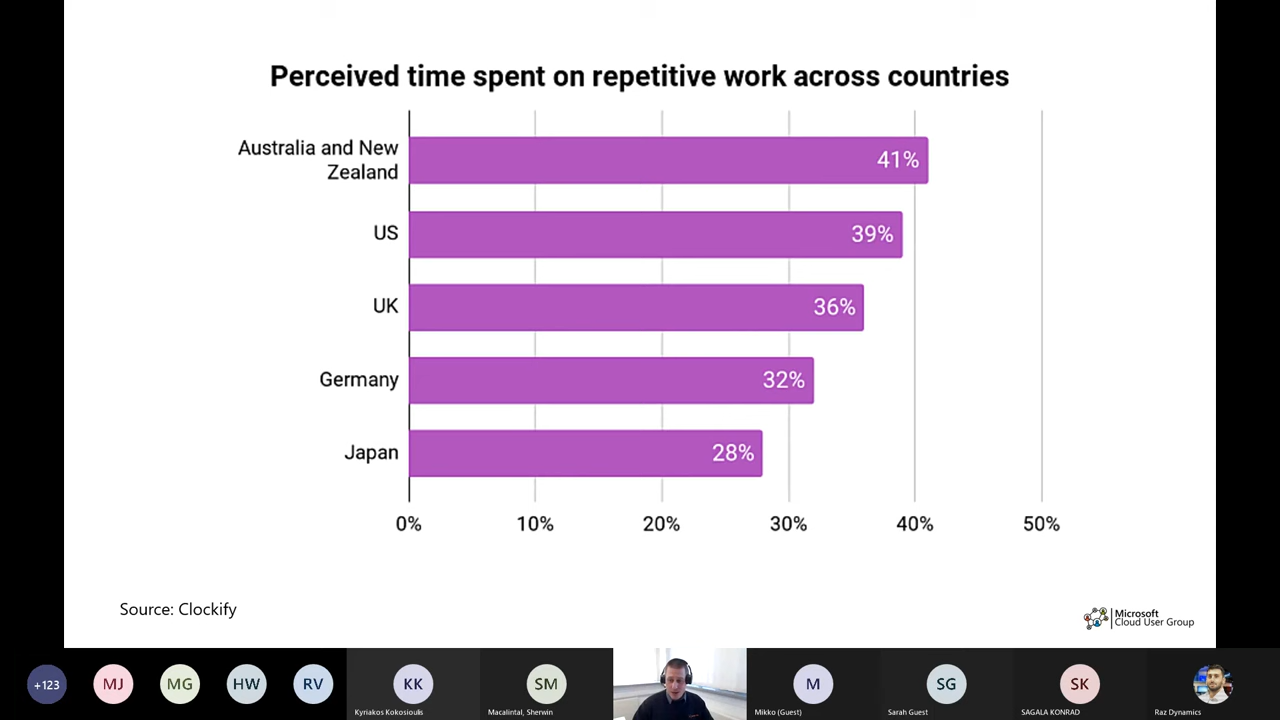 Perceived time spent on repetitive work across countries
Australia and New
Zealand
41%
US
39%
UK
36%
Germany
32%
Japan
28%
0% 10% 20% 30% 40% 50%
Source: Clockify
Microsoft
Cloud User Group
+123 MJ MG HW RV KK SM M SG SK
Kyriakos Kokosioulis Macalintal, Sherwin Mikko (Guest) Sarah Guest SAGALA KONRAD Raz Dynamics